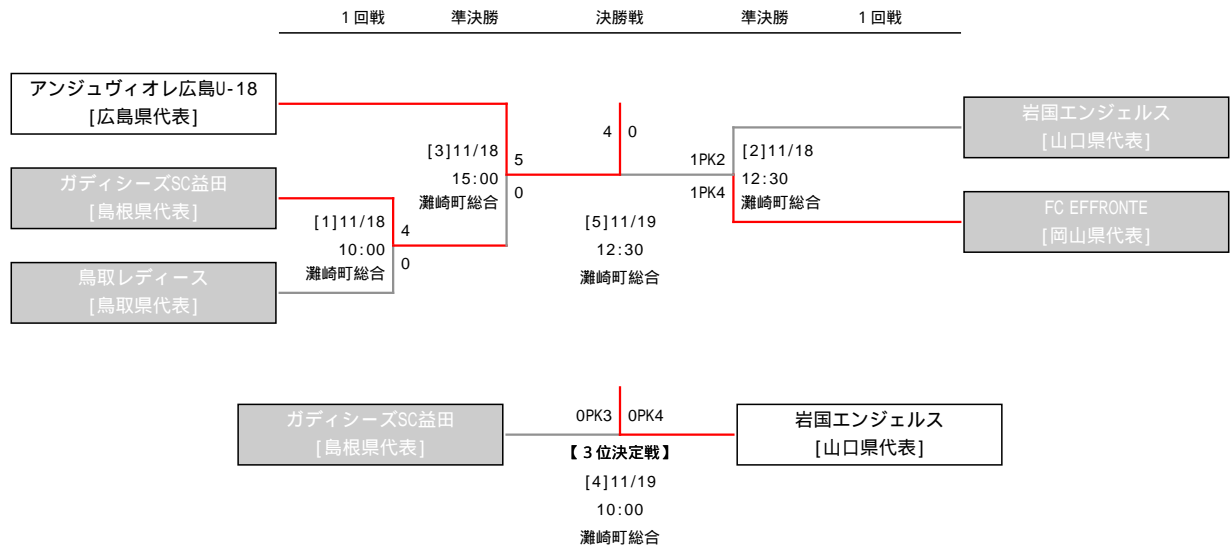 １回戦 準決勝 決勝戦 準決勝 １回戦
アンジュヴィオレ広島U-18
[広島県代表]
ガディシーズSC益田
[島根県代表]
鳥取レディース
[鳥取県代表]
[1]11/18
10:00
灘崎町総合
4
0
[3]11/18
15:00
灘崎町総合
5
0
4 0
[5]11/19
12:30
灘崎町総合
1PK2
1PK4
[2]11/18
12:30
灘崎町総合
岩国エンジェルス
[山口県代表]
FC EFFRONTE
[岡山県代表]
ガディシーズSC益田
[島根県代表]
0PK3 0PK4
【３位決定戦】
[4]11/19
10:00
灘崎町総合
岩国エンジェルス
[山口県代表]